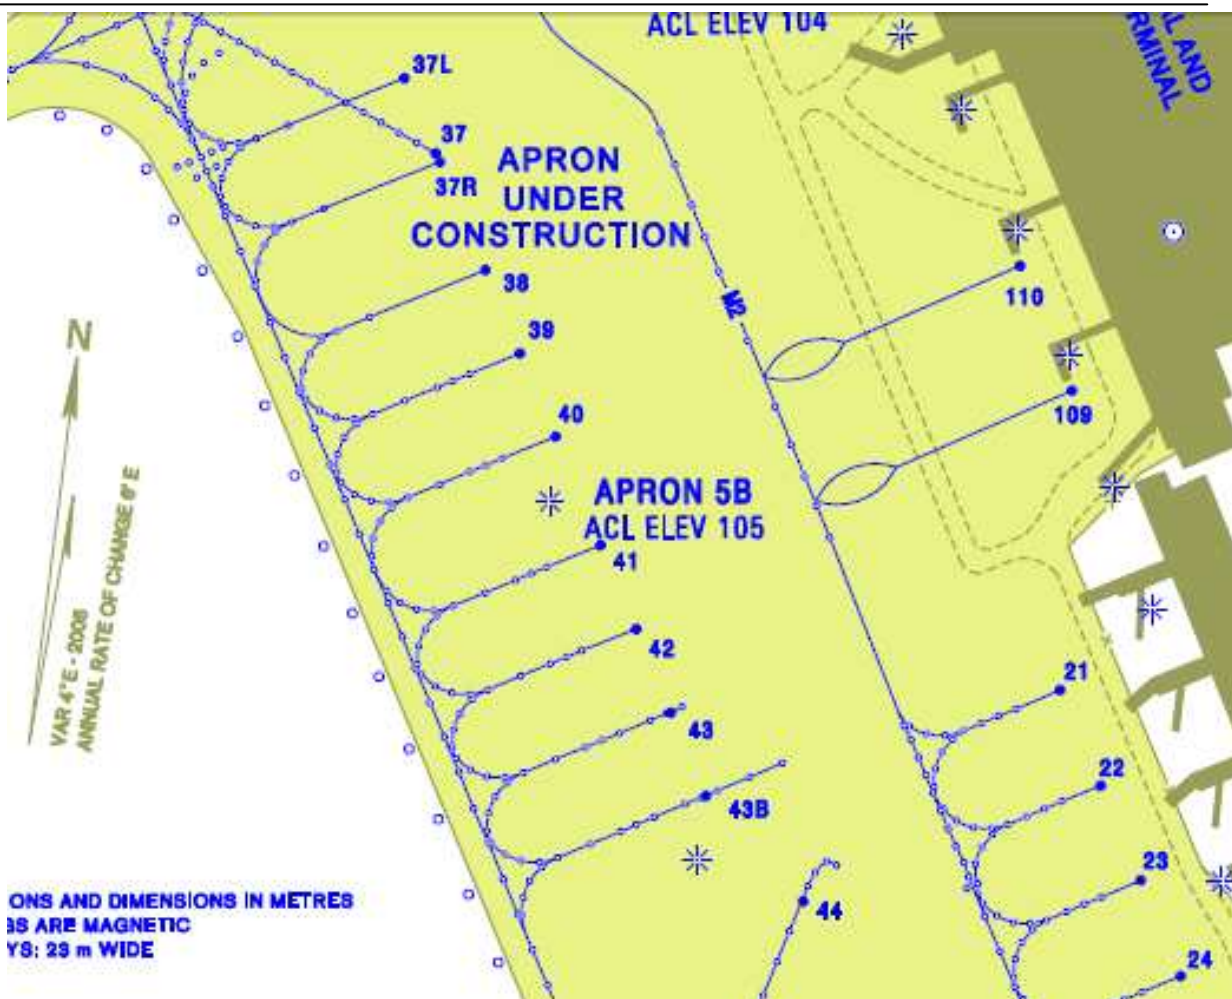 ACL ELEV 104
AL AND
RMINAL
37L
37
37R
APRON
UNDER
CONSTRUCTION
38
M2
110
39
109
N
40
APRON 5B
ACL ELEV 105
41
VAR 4°E - 2008
ANNUAL RATE OF CHANGE 6' E
42
21
43
22
43B
23
44
24
ONS AND DIMENSIONS IN METRES
GS ARE MAGNETIC
YS: 23 m WIDE